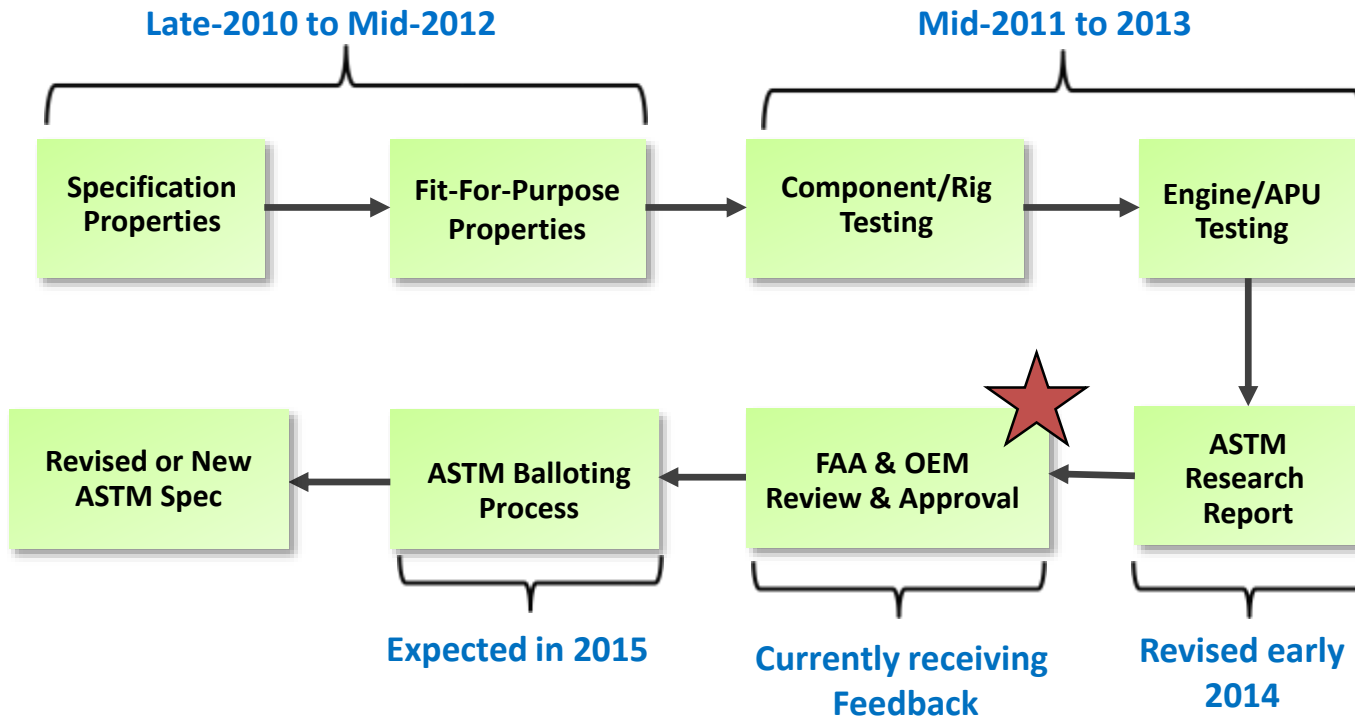 Late-2010 to Mid-2012
Mid-2011 to 2013
Specification
Properties
Fit-For-Purpose
Properties
Component/Rig
Testing
Engine/APU
Testing
Revised or New
ASTM Spec
ASTM Balloting
Process
FAA & OEM
Review & Approval
ASTM
Research
Report
Expected in 2015
Currently receiving
Feedback
Revised early
2014